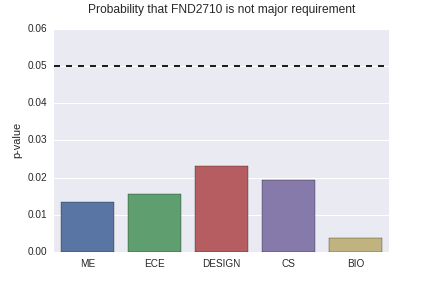 Probability that FND2710 is not major requirement
0.06
0.05
0.04
0.03
0.02
0.01
0.00
p-value
ME ECE DESIGN CS BIO